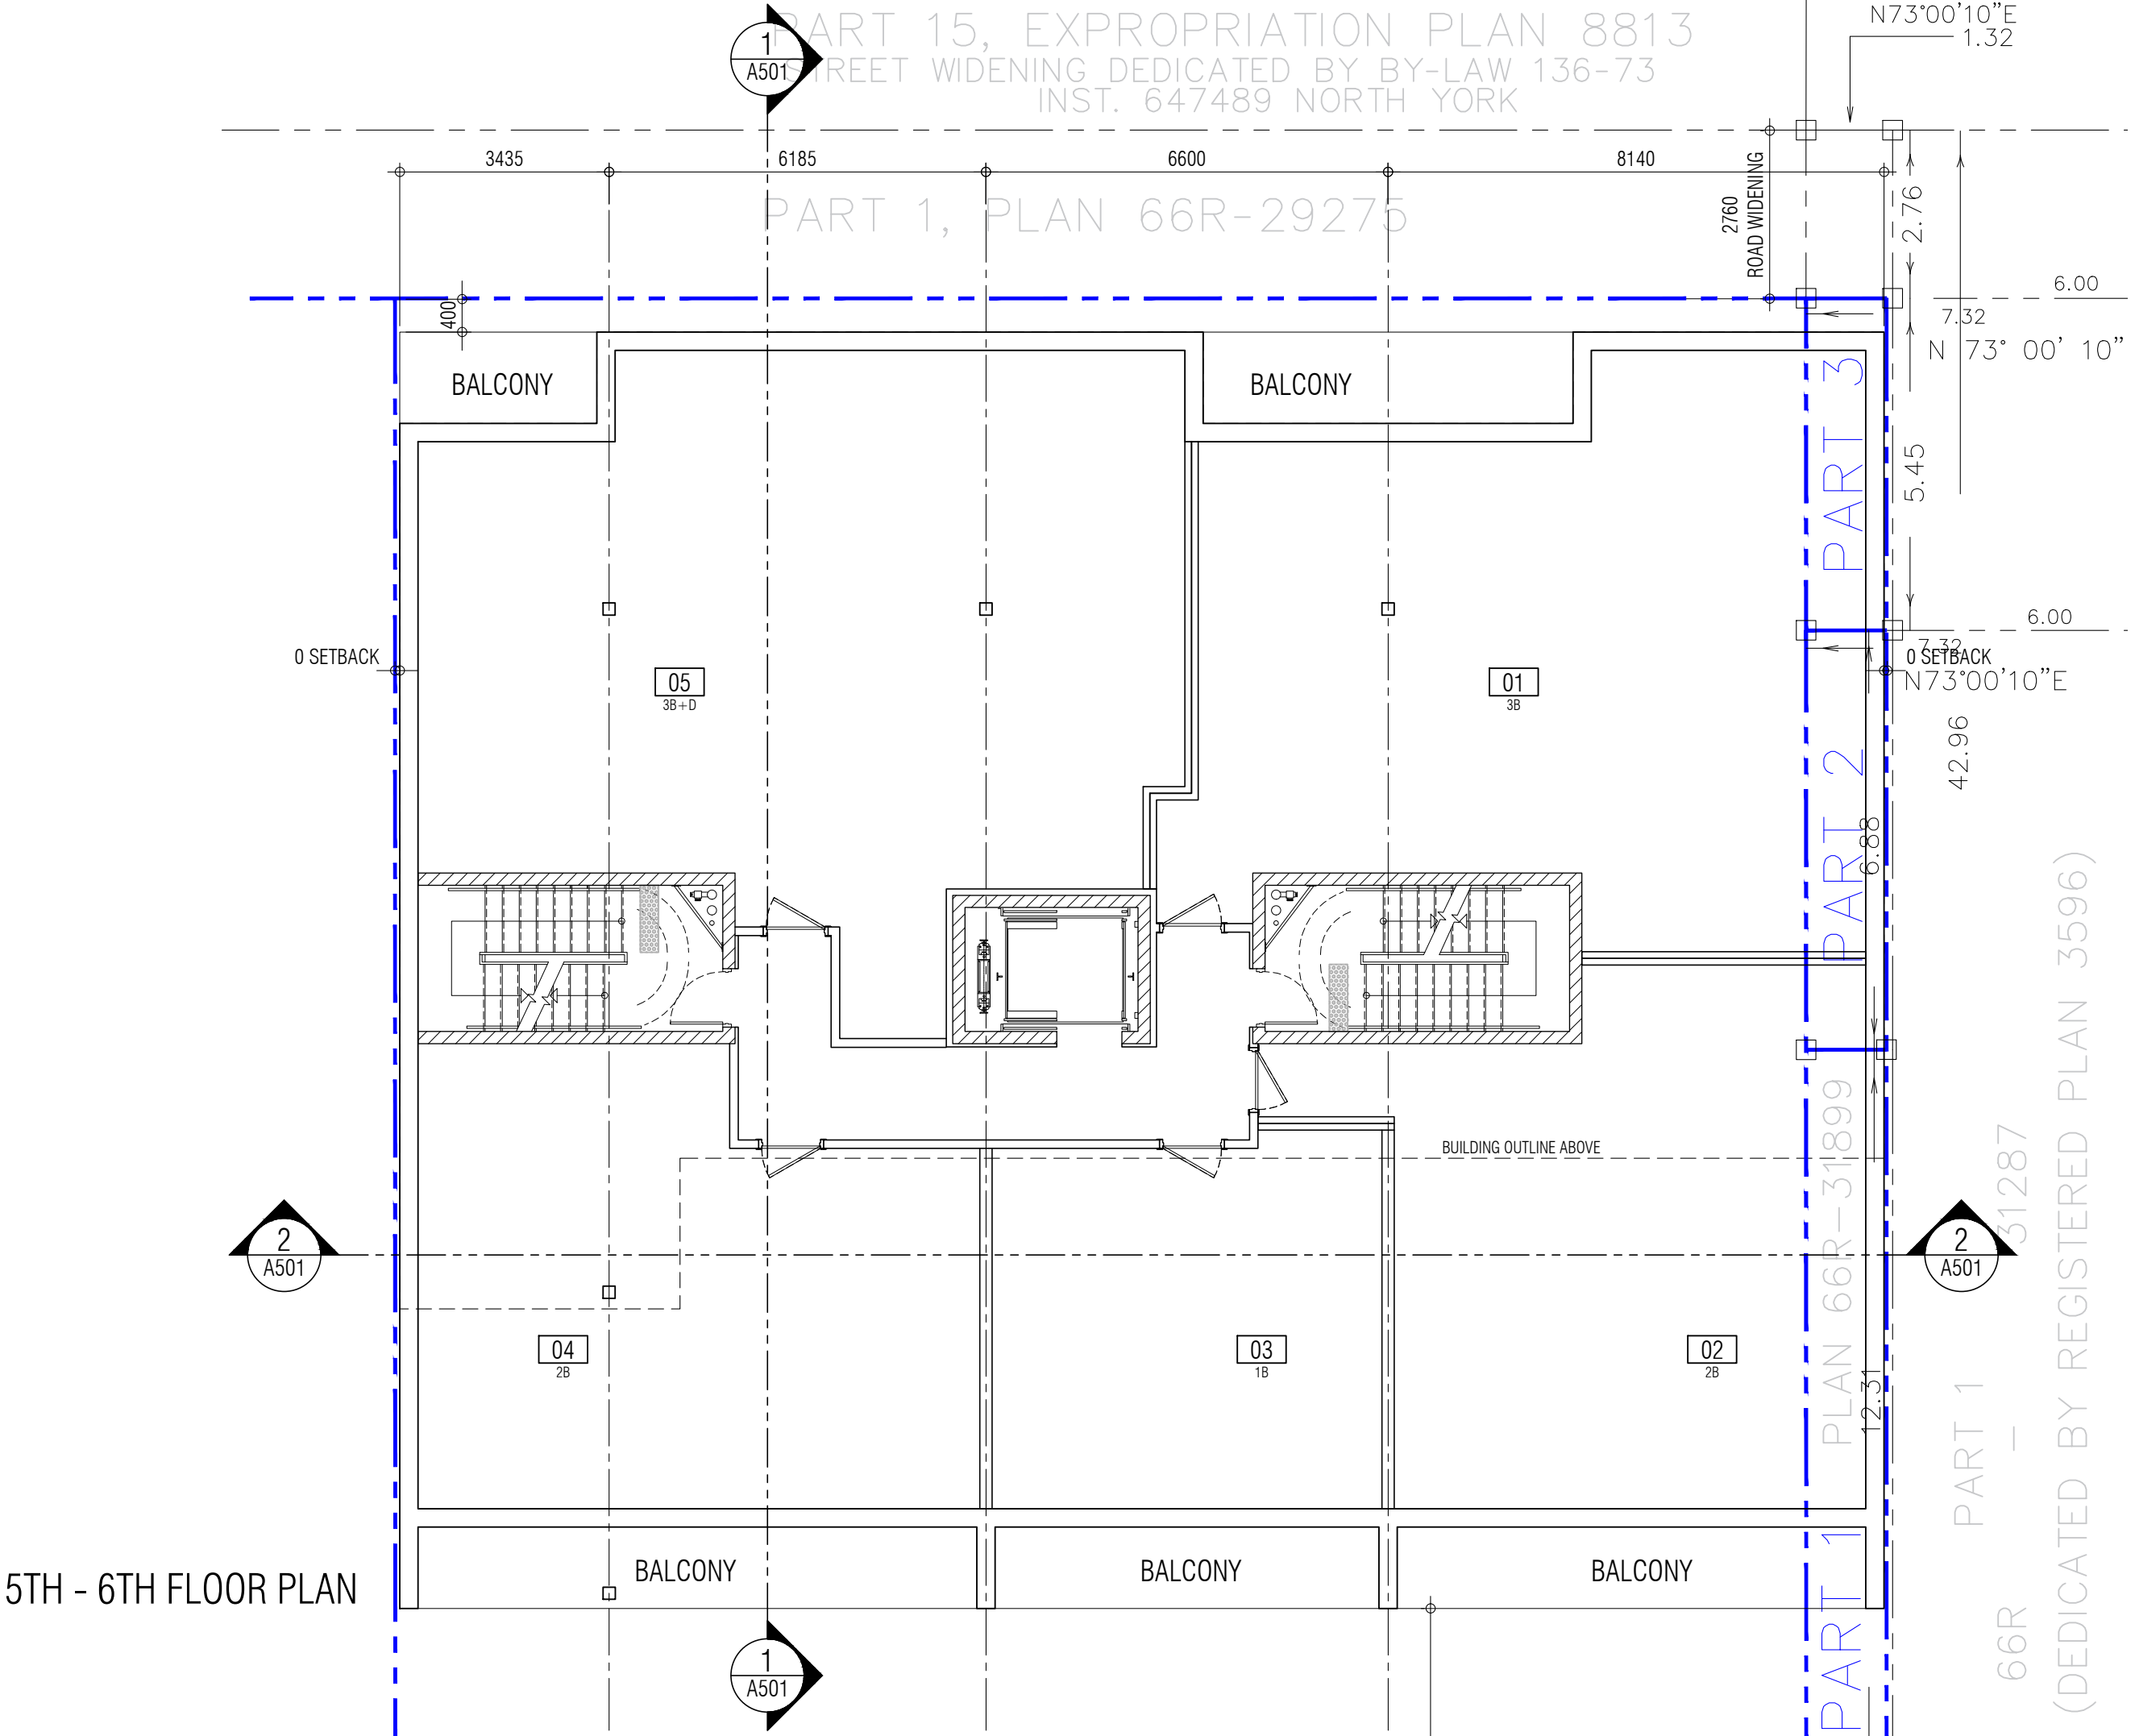 PART 15, EXPROPRIATION PLAN 8813
STREET WIDENING DEDICATED BY BY-LAW 136-73
INST. 647489 NORTH YORK
N73°00'10"E
1.32
1
A501
3435
6185
6600
8140
2760
ROAD WIDENING
2.76
PART 1, PLAN 66R-29275
400
6.00
7.32
N 73° 00' 10"
BALCONY
BALCONY
PART 3
5.45
6.00
7.32
0 SETBACK
0 SETBACK
N73°00'10"E
05
3B+D
01
3B
42.96
PART 2
6.88
BUILDING OUTLINE ABOVE
PLAN 66R-31899
31287
(DEDICATED BY REGISTERED PLAN 3596)
2
A501
2
A501
04
2B
03
1B
02
2B
12.31
PART 1
–
66R
BALCONY
BALCONY
BALCONY
PART 1
5TH - 6TH FLOOR PLAN
1
A501